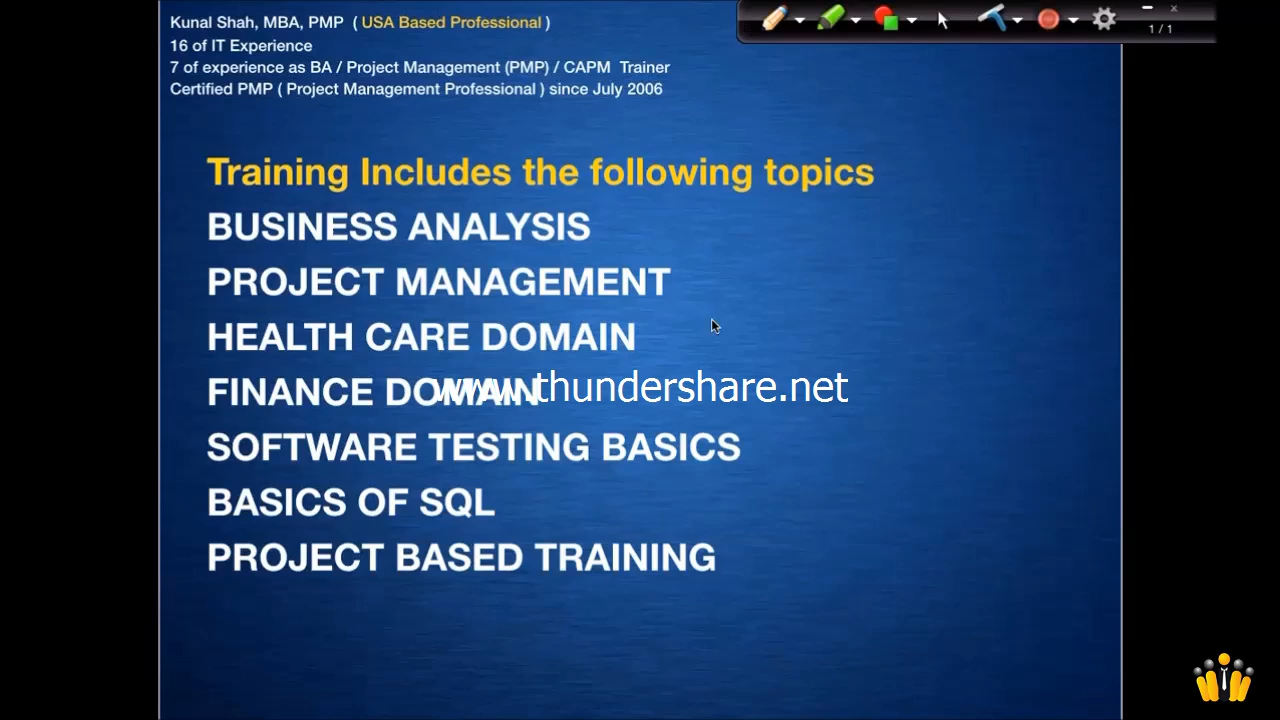 Kunal Shah, MBA, PMP ( USA Based Professional )
16 of IT Experience
7 of experience as BA / Project Management (PMP) / CAPM Trainer
Certified PMP ( Project Management Professional ) since July 2006
1 / 1
Training Includes the following topics
BUSINESS ANALYSIS
PROJECT MANAGEMENT
HEALTH CARE DOMAIN
FINANCE DOMAIN
www.thundershare.net
SOFTWARE TESTING BASICS
BASICS OF SQL
PROJECT BASED TRAINING